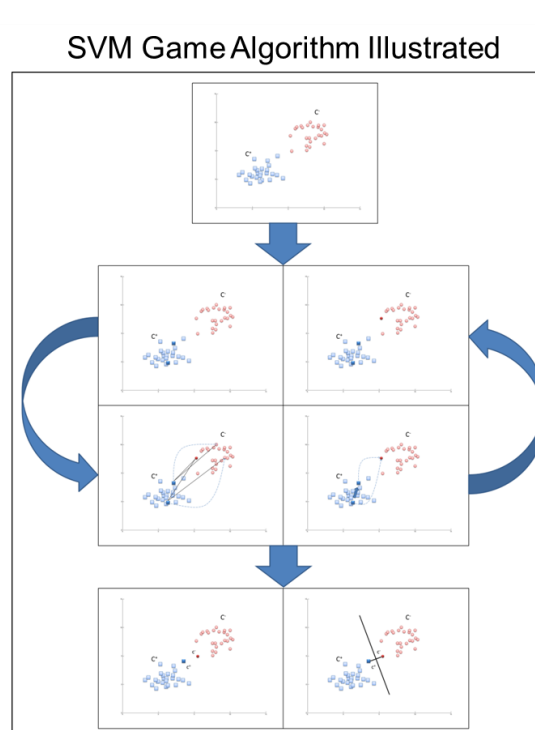 SVM Game Algorithm Illustrated
C-
C+
C- C-
C+ C+
C- C-
C+ C+
C- C-
C+ C+